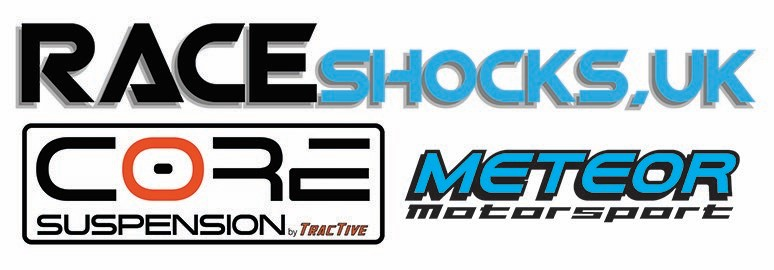 RACESHOCKS,UK
CORE
SUSPENSION by TRACTIVE
METEOR
Motorsport